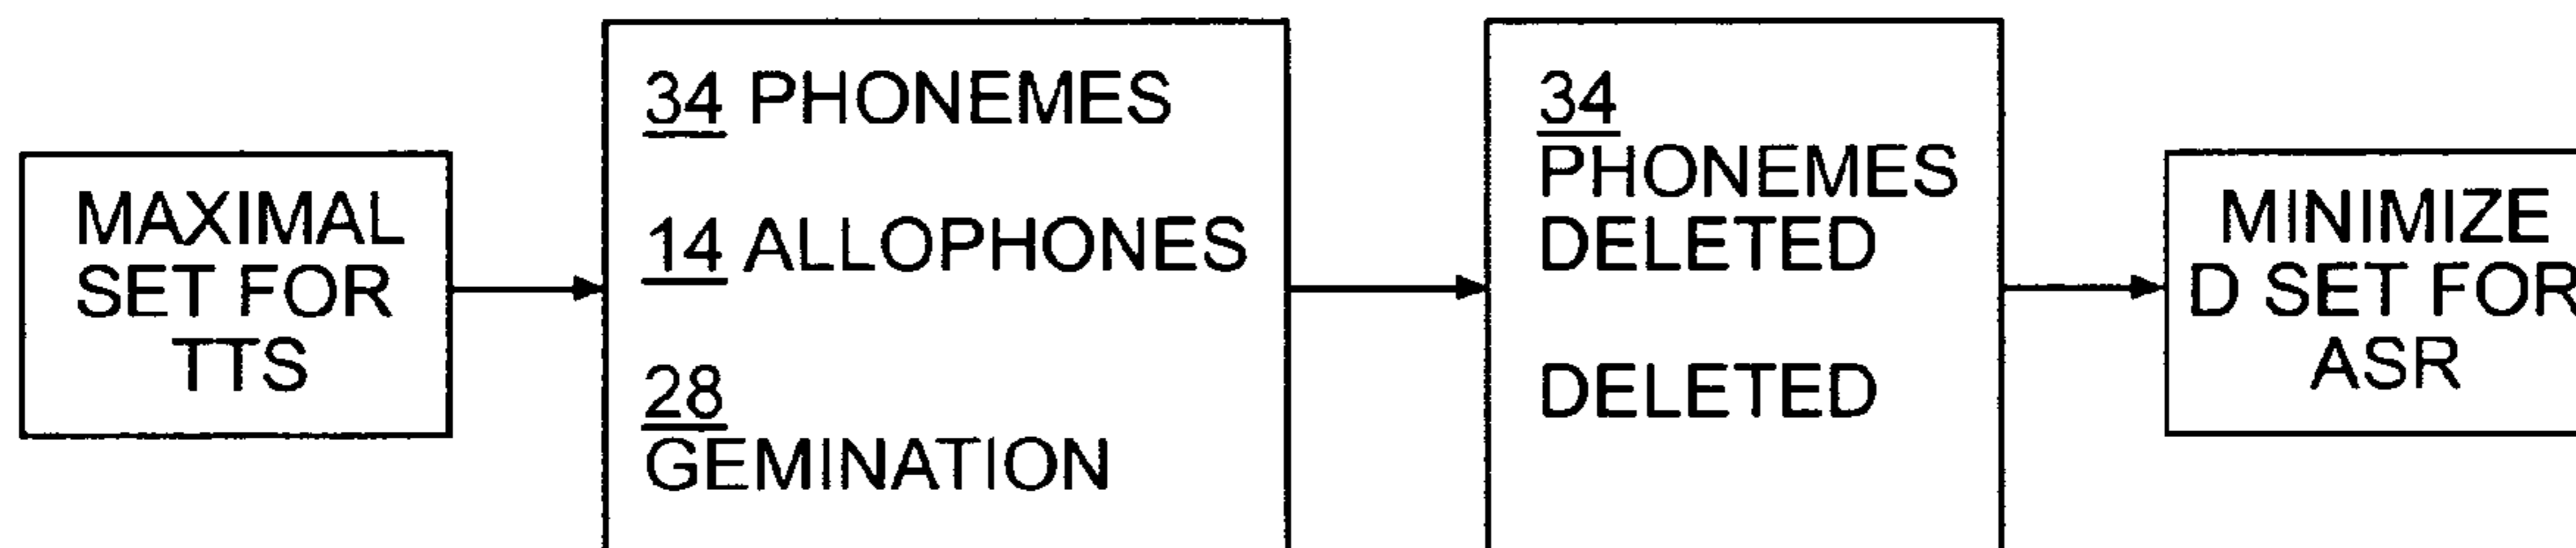 MAXIMAL
SET FOR
TTS
34 PHONEMES
14 ALLOPHONES
28
GEMINATION
34
PHONEMES
DELETED
DELETED
MINIMIZE
D SET FOR
ASR